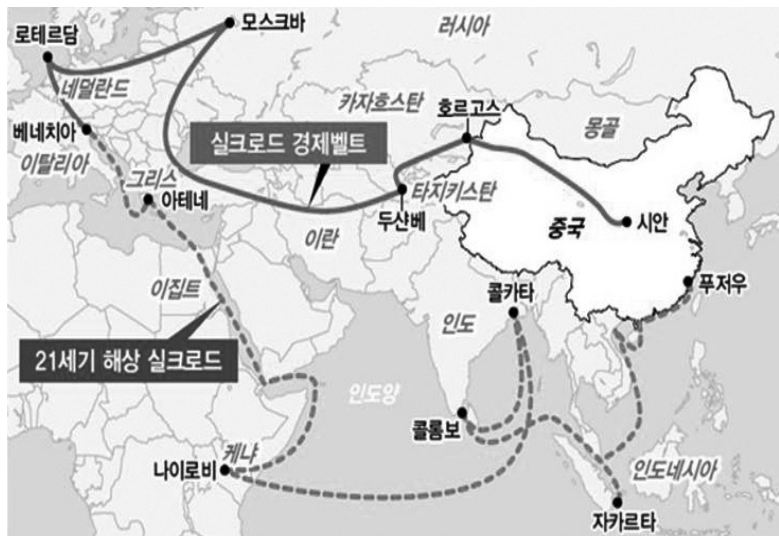 로테르담
모스크바
러시아
네덜란드
카자흐스탄
호르고스
몽골
베네치아
실크로드 경제벨트
이탈리아
그리스
아테네
타지키스탄
두샨베
이란
중국
시안
이집트
콜카타
푸저우
인도
21세기 해상 실크로드
인도양
콜롬보
케냐
나이로비
인도네시아
자카르타